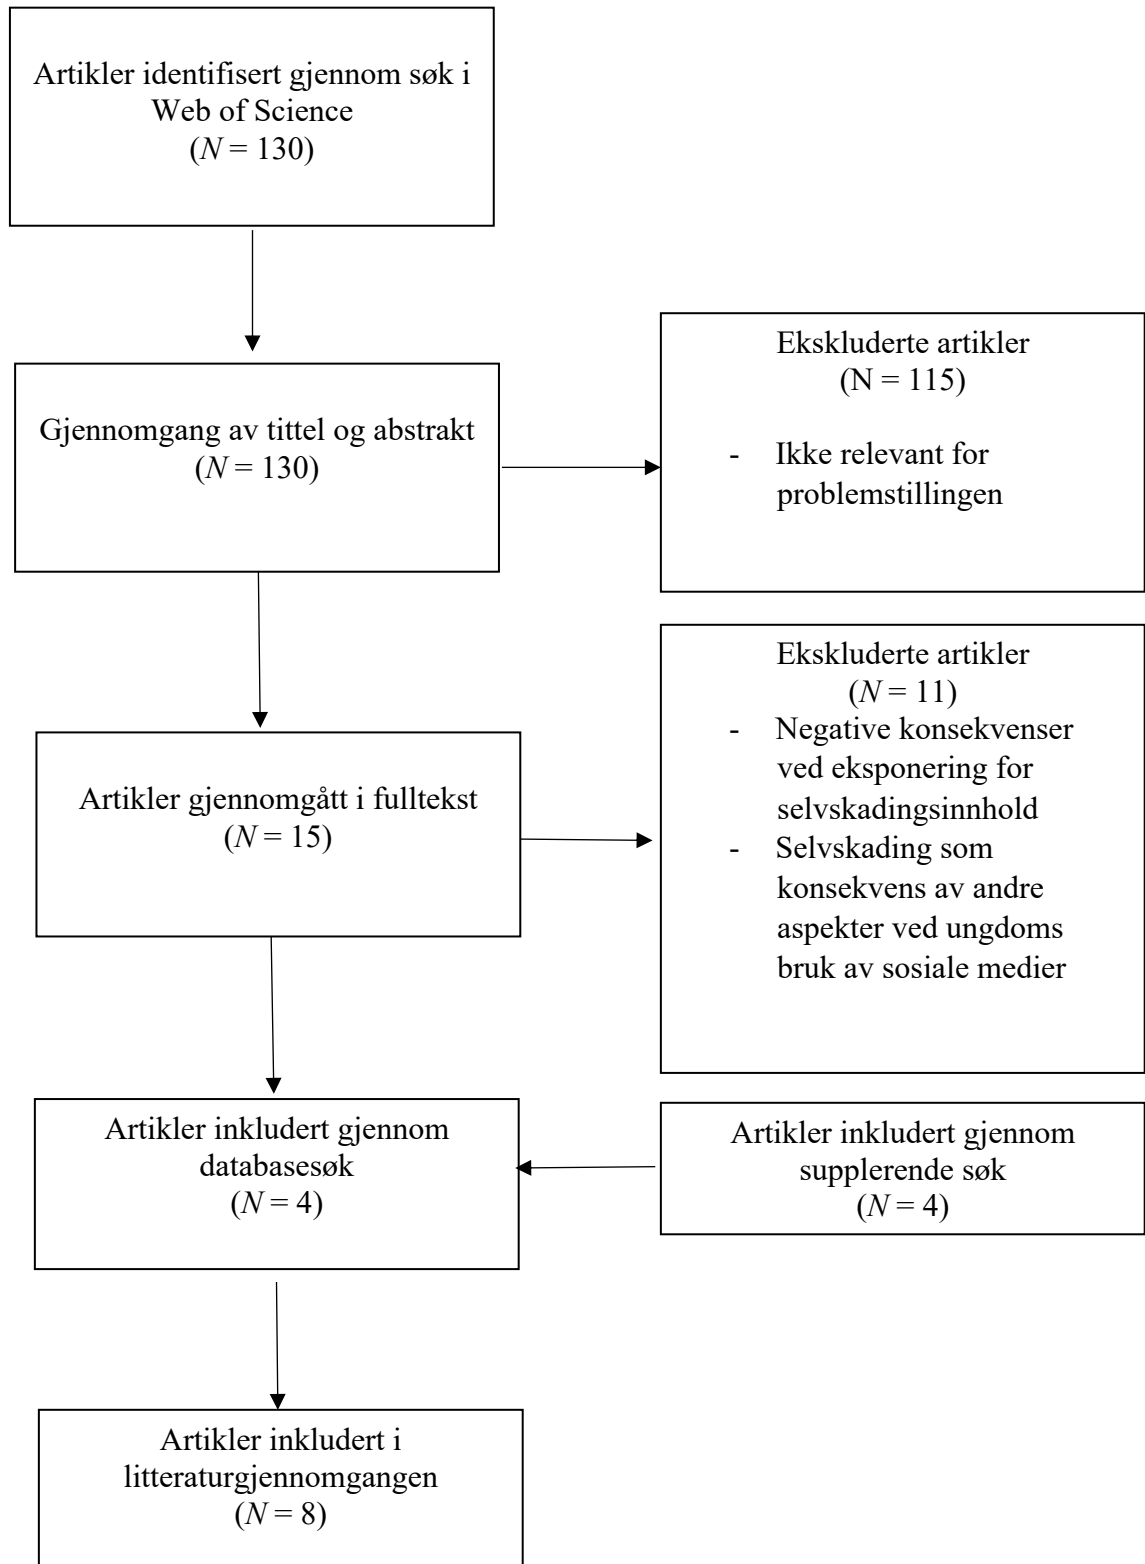 Artikler identifisert gjennom søk i
Web of Science
(N = 130)
Gjennomgang av tittel og abstrakt
(N = 130)
Ekskluderte artikler
(N = 115)
- Ikke relevant for
problemstillingen
Artikler gjennomgått i fulltekst
(N = 15)
Ekskluderte artikler
(N = 11)
- Negative konsekvenser
ved eksponering for
selvskadingsinnhold
- Selvskading som
konsekvens av andre
aspekter ved ungdoms
bruk av sosiale medier
Artikler inkludert gjennom
databasesøk
(N = 4)
Artikler inkludert gjennom
supplerende søk
(N = 4)
Artikler inkludert i
litteraturgjennomgangen
(N = 8)